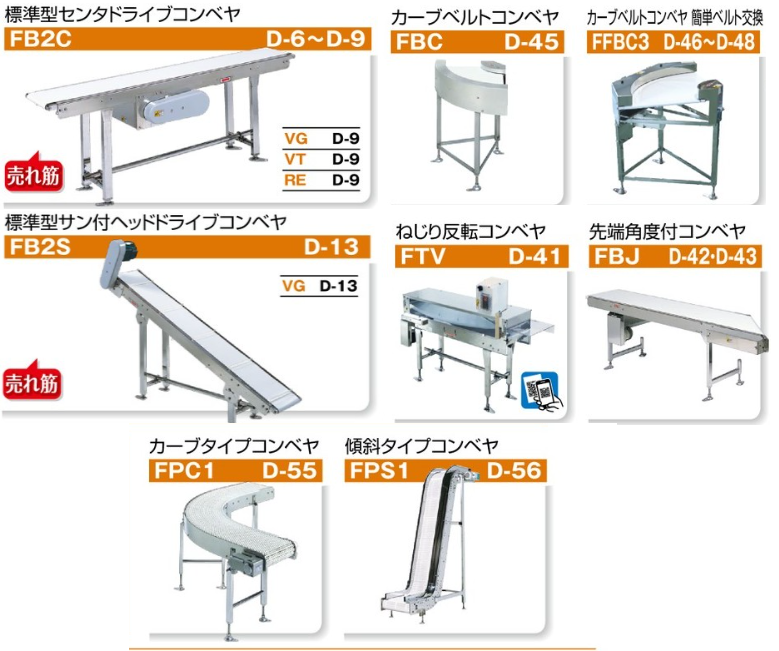 標準型センタドライブコンベヤ
FB2C D-6～D-9
VG D-9
VT D-9
RE D-9
売れ筋
カーブベルトコンベヤ
FBC D-45
カーブベルトコンベヤ 簡単ベルト交換
FFBC3 D-46～D-48
標準型サン付ヘッドドライブコンベヤ
FB2S D-13
VG D-13
売れ筋
ねじり反転コンベヤ
FTV D-41
先端角度付コンベヤ
FBJ D-42・D-43
カーブタイプコンベヤ
FPC1 D-55
傾斜タイプコンベヤ
FPS1 D-56